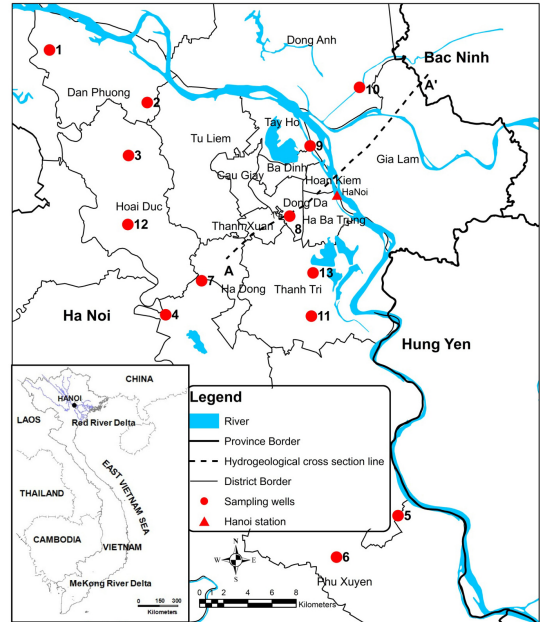 Dong Anh
1
Bac Ninh
10
A'
Dan Phuong
2
Tay Ho
Tu Liem
9
3
Gia Lam
Ba Dinh
Cau Giay
Hoan Kiem
HaNoi
Hoai Duc
Dong Da
12
8
Ha Ba Trung
Thanh Xuan
A
13
7
Ha Dong
Thanh Tri
Ha Noi
4
11
Hung Yen
Legend
River
Province Border
Hydrogeological cross section line
District Border
Sampling wells
Hanoi station
CHINA
HANOI
LAOS
Red River Delta
EAST VIETNAM SEA
THAILAND
CAMBODIA
VIETNAM
MeKong River Delta
0 150 300
Kilometers
5
6
N
W E
S
Phu Xuyen
0 1 2 4 6 8
Kilometers